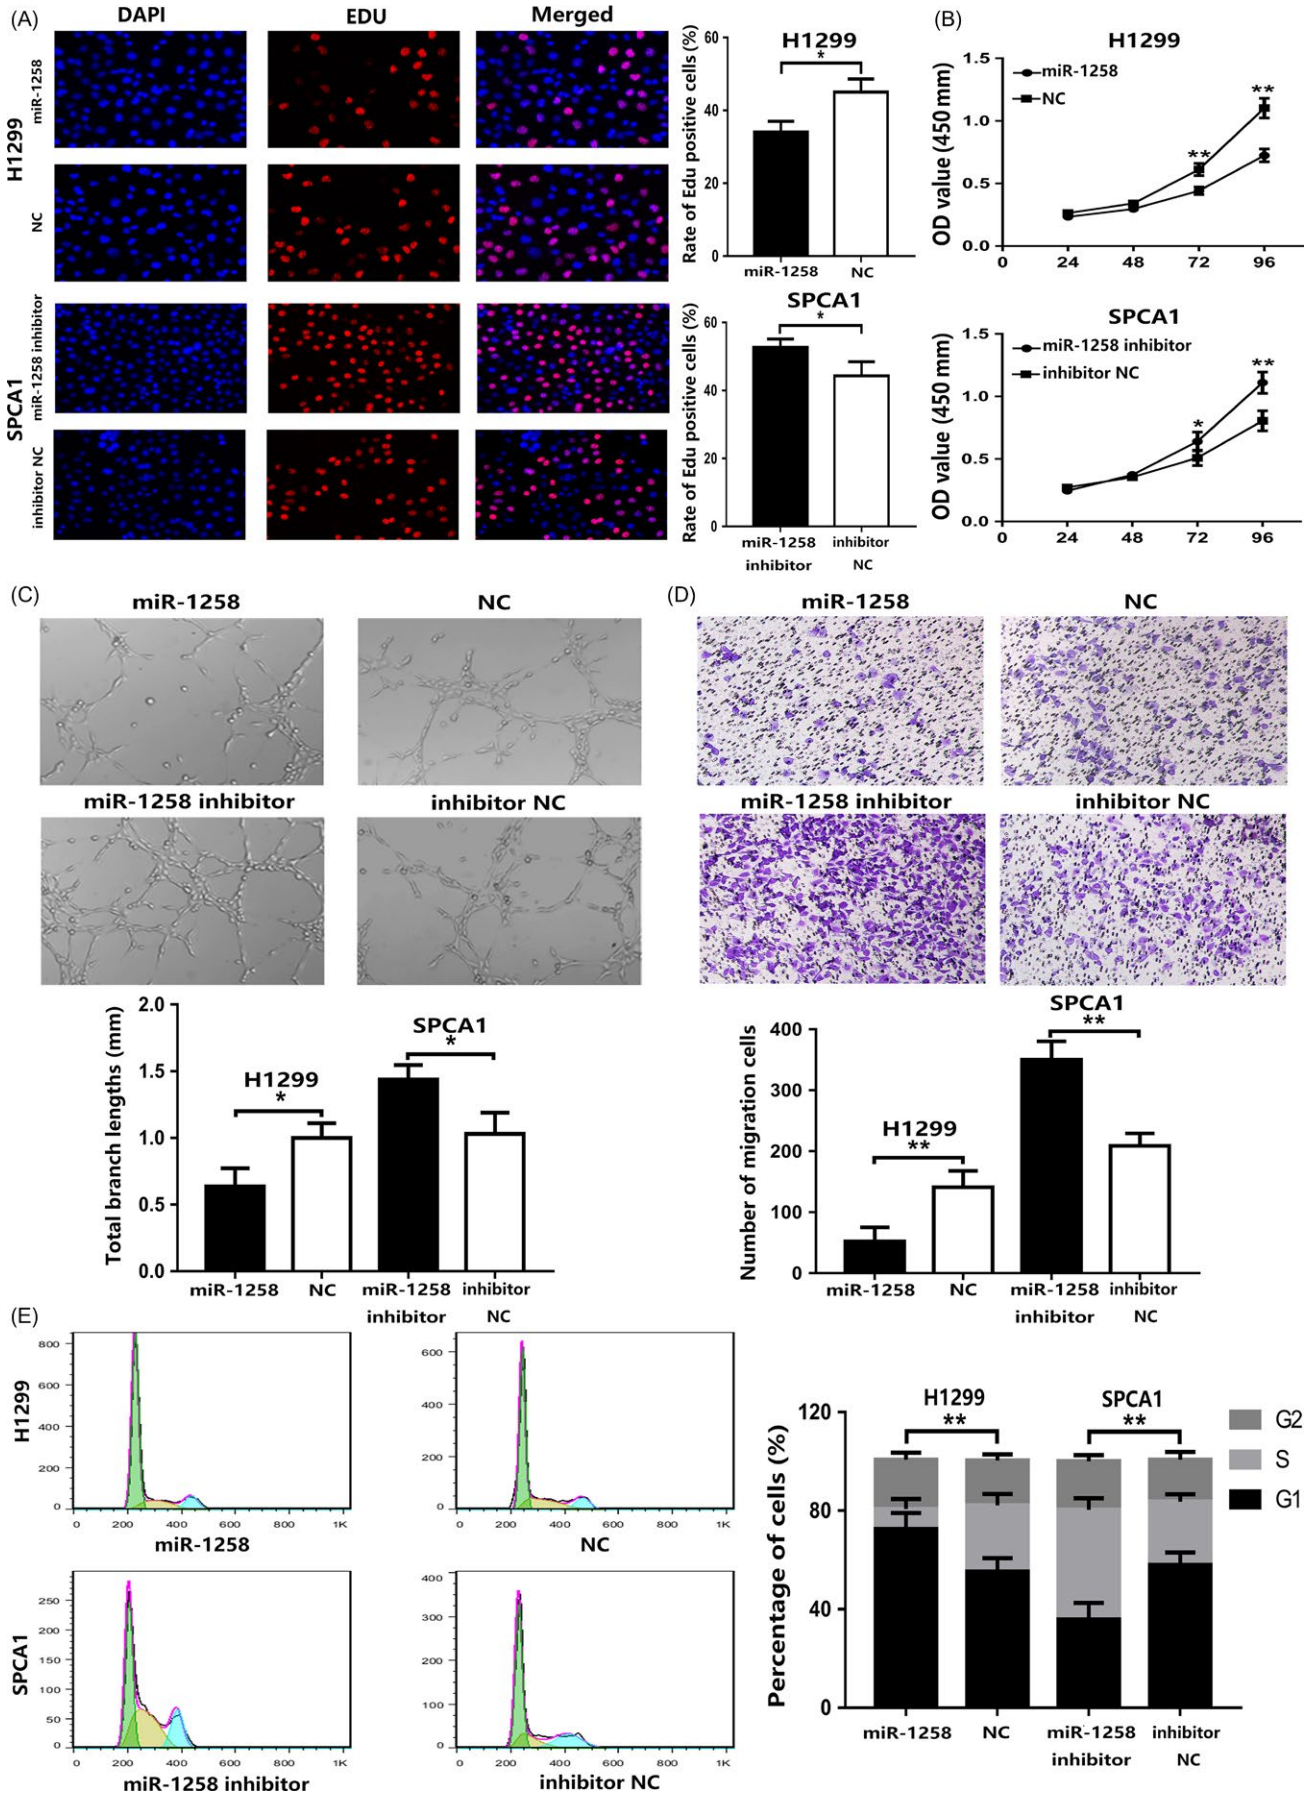 (A)
DAPI
EDU
Merged
H1299
miR-1258
NC
SPCA1
miR-1258 inhibitor
inhibitor NC
Rate of Edu positive cells (%)
H1299
*
60
40
20
0
miR-1258
NC
Rate of Edu positive cells (%)
SPCA1
*
60
40
20
0
miR-1258
inhibitor
inhibitor
NC
(B)
H1299
OD value (450 mm)
miR-1258
NC
**
**
1.5
1.0
0.5
0.0
0 24 48 72 96
SPCA1
OD value (450 mm)
miR-1258 inhibitor
inhibitor NC
*
**
1.5
1.0
0.5
0.0
0 24 48 72 96
(C)
miR-1258
NC
miR-1258 inhibitor
inhibitor NC
Total branch lengths (mm)
2.0
1.5
1.0
0.5
0.0
H1299
*
SPCA1
*
miR-1258
NC
miR-1258
inhibitor
inhibitor
NC
(D)
miR-1258
NC
miR-1258 inhibitor
inhibitor NC
Number of migration cells
400
300
200
100
0
H1299
**
SPCA1
**
miR-1258
NC
miR-1258
inhibitor
inhibitor
NC
(E)
H1299
800
600
400
200
0
0 200 400 600 800 1K
miR-1258
600
400
200
0
0 200 400 600 800 1K
NC
SPCA1
250
200
150
100
50
0
0 200 400 600 800 1K
miR-1258 inhibitor
400
300
200
100
0
0 200 400 600 800 1K
inhibitor NC
Percentage of cells (%)
120
80
40
0
H1299
**
SPCA1
**
G2
S
G1
miR-1258
NC
miR-1258
inhibitor
inhibitor
NC